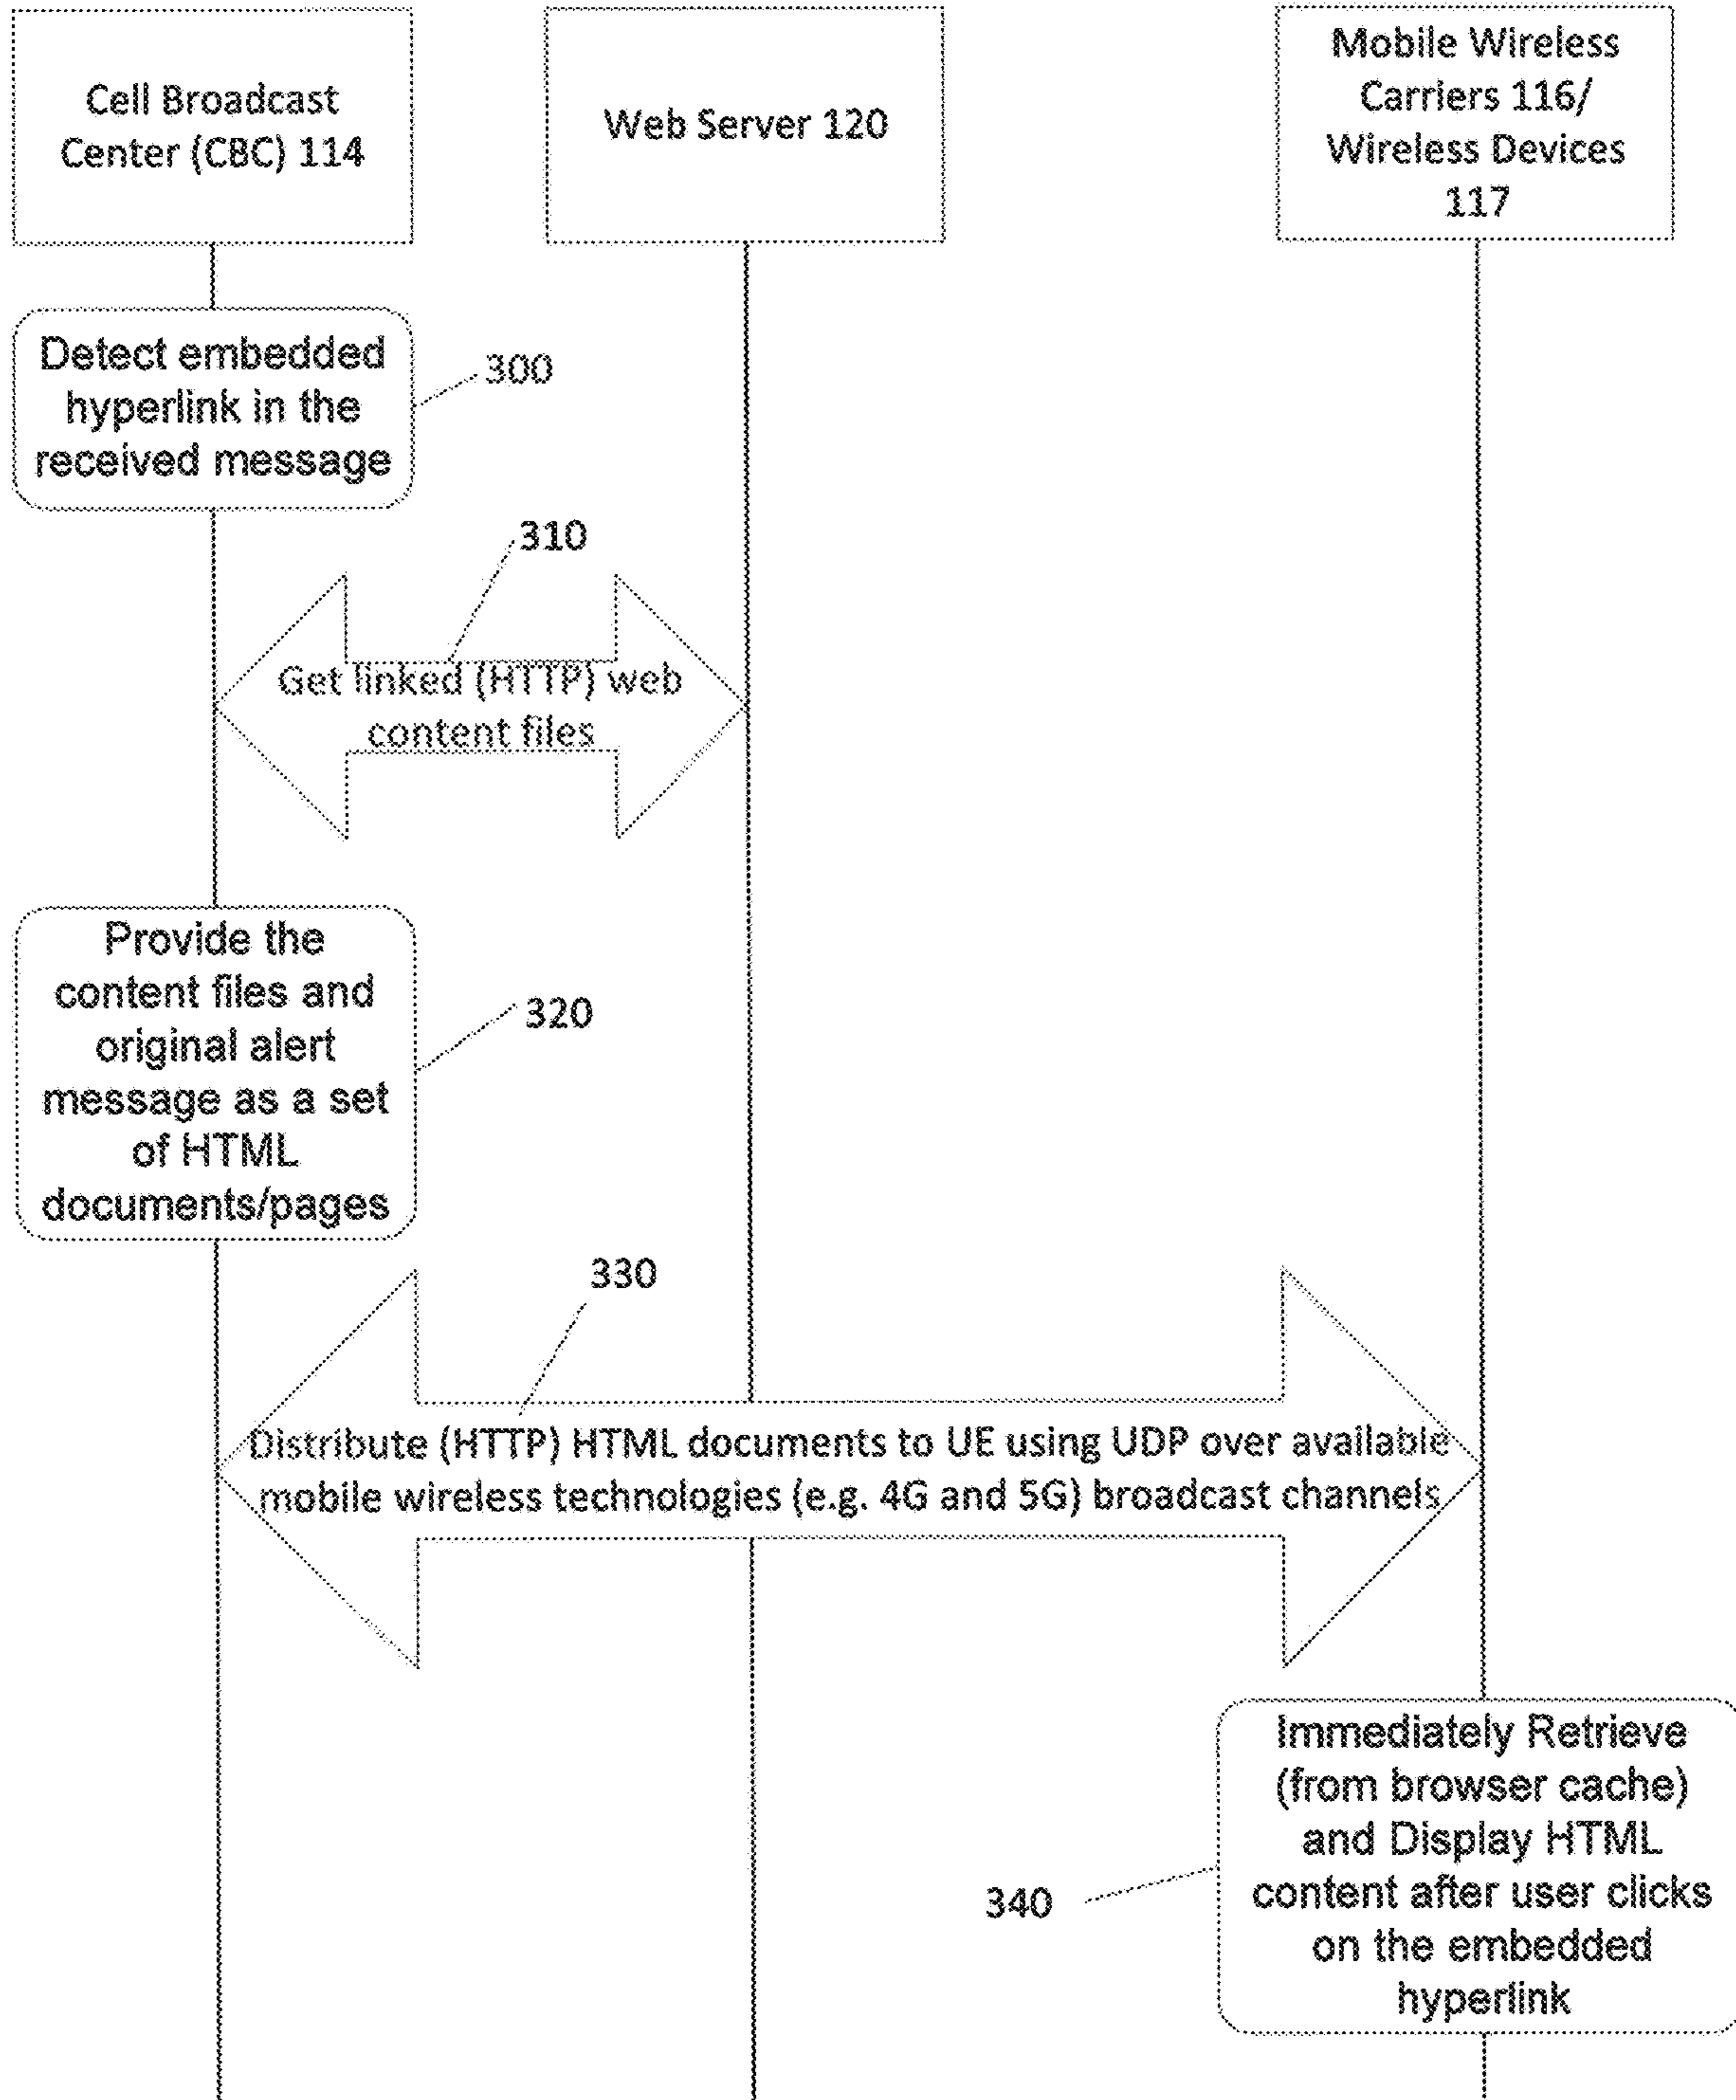 Cell Broadcast
Center (CBC) 114
Web Server 120
Mobile Wireless
Carriers 116/
Wireless Devices
117
Detect embedded
hyperlink in the
received message
300
310
Get linked (HTTP) web
content files
Provide the
content files and
original alert
message as a set
of HTML
documents/pages
320
330
Distribute (HTTP) HTML documents to UE using UDP over available
mobile wireless technologies (e.g. 4G and 5G) broadcast channels
Immediately Retrieve
(from browser cache)
and Display HTML
content after user clicks
on the embedded
hyperlink
340